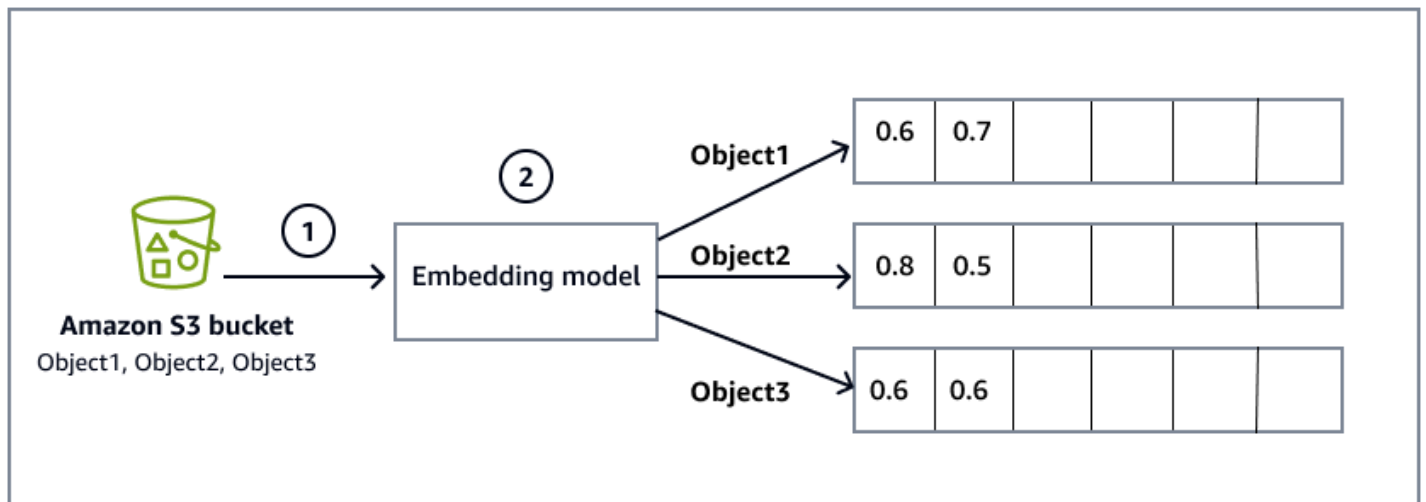 Amazon S3 bucket
Object1, Object2, Object3
1
2
Embedding model
Object1
0.6 0.7
Object2
0.8 0.5
Object3
0.6 0.6